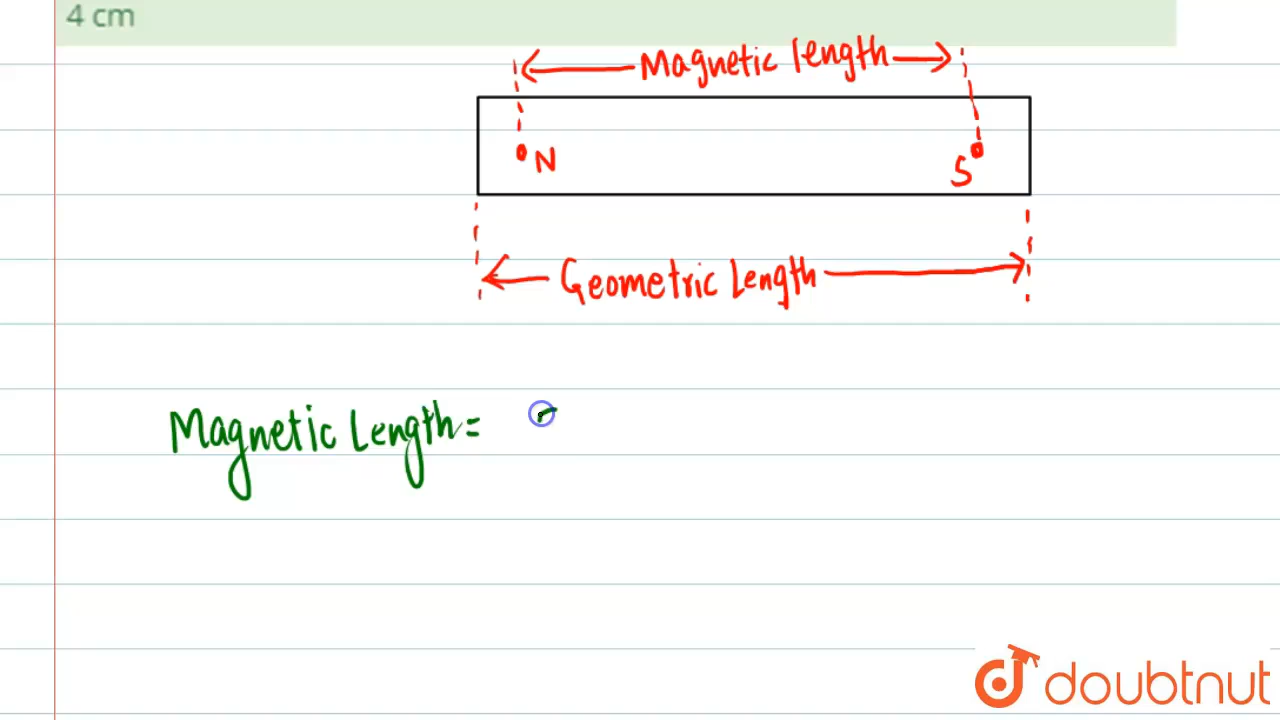 4 cm
Magnetic length
N
S
Geometric Length
Magnetic Length =
doubtnut